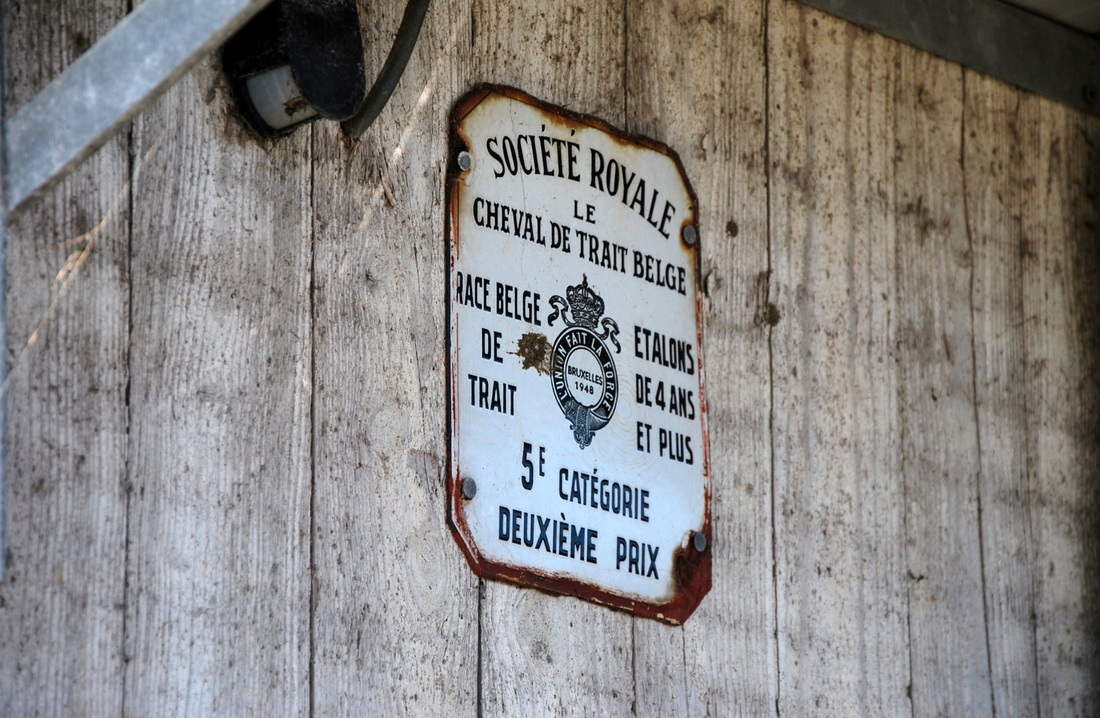 SOCIÉTÉ ROYALE
LE
CHEVAL DE TRAIT BELGE
RACE BELGE
DE
TRAIT
L'UNION FAIT LA FORCE
BRUXELLES
1948
ETALONS
DE 4 ANS
ET PLUS
5E CATÉGORIE
DEUXIÈME PRIX